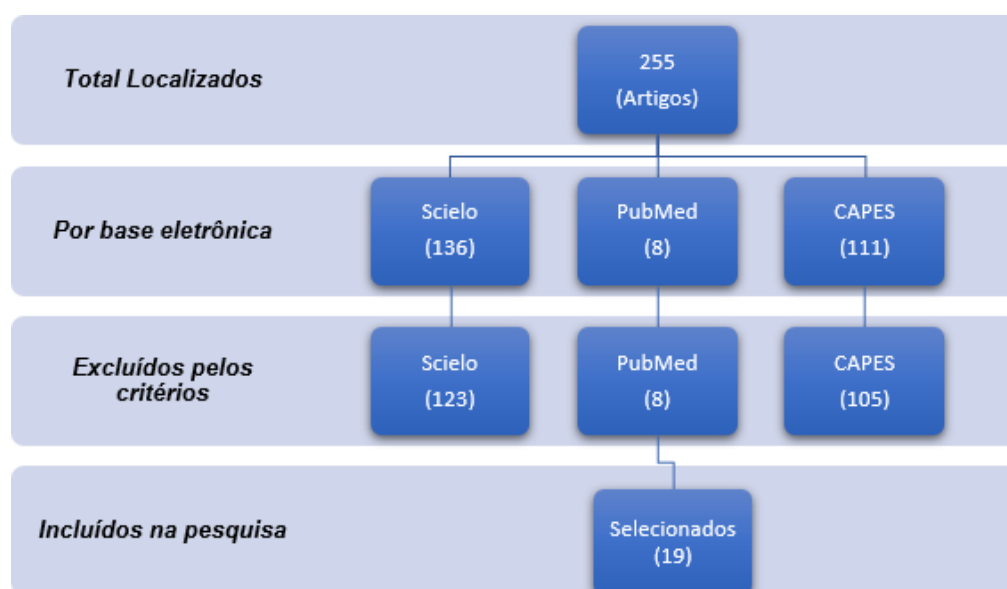 Total Localizados
255
(Artigos)
Por base eletrônica
Scielo
(136)
PubMed
(8)
CAPES
(111)
Excluídos pelos
critérios
Scielo
(123)
PubMed
(8)
CAPES
(105)
Incluídos na pesquisa
Selecionados
(19)